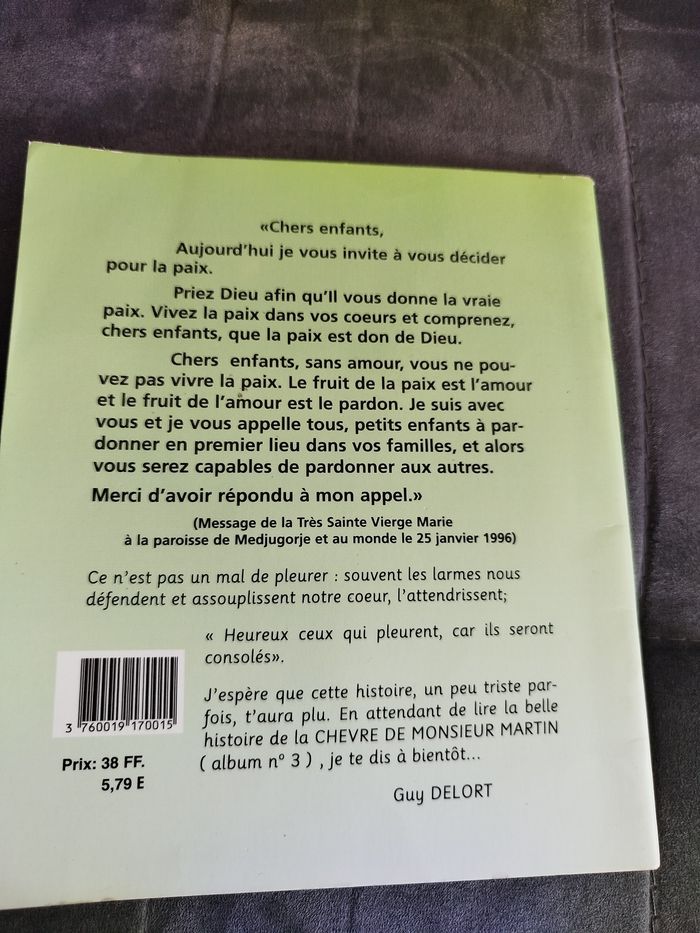 «Chers enfants,
Aujourd'hui je vous invite à vous décider
pour la paix.
Priez Dieu afin qu'Il vous donne la vraie
paix. Vivez la paix dans vos coeurs et comprenez,
chers enfants, que la paix est don de Dieu.
Chers enfants, sans amour, vous ne pou-
vez pas vivre la paix. Le fruit de la paix est l'amour
et le fruit de l'amour est le pardon. Je suis avec
vous et je vous appelle tous, petits enfants à par-
donner en premier lieu dans vos familles, et alors
vous serez capables de pardonner aux autres.
Merci d'avoir répondu à mon appel.»
(Message de la Très Sainte Vierge Marie
à la paroisse de Medjugorje et au monde le 25 janvier 1996)
Ce n'est pas un mal de pleurer : souvent les larmes nous
défendent et assouplissent notre coeur, l'attendrissent;
« Heureux ceux qui pleurent, car ils seront
consolés».
J'espère que cette histoire, un peu triste par-
fois, t'aura plu. En attendant de lire la belle
histoire de la CHEVRE DE MONSIEUR MARTIN
( album n° 3 ) , je te dis à bientôt...
Guy DELORT
3 760019 170015
Prix: 38 FF.
5,79 E